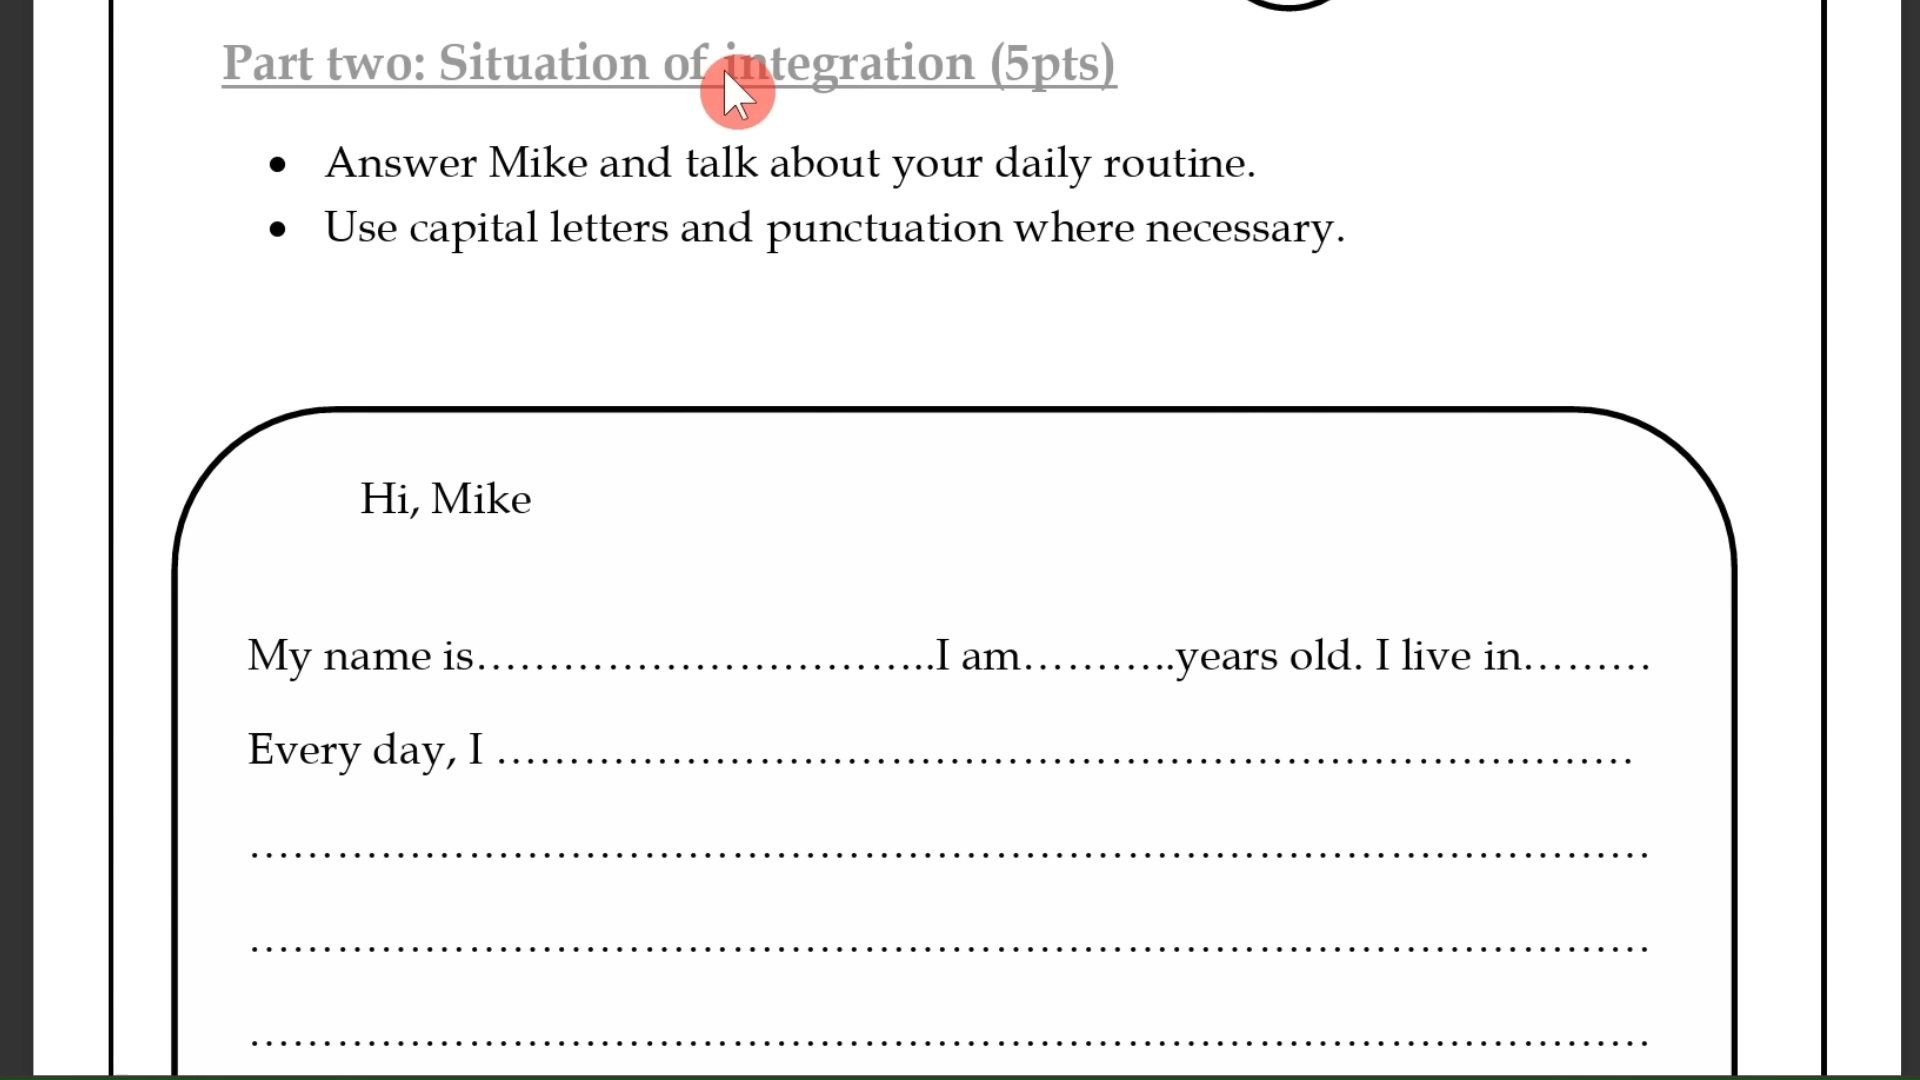 Part two: Situation of integration (5pts)
• Answer Mike and talk about your daily routine.
• Use capital letters and punctuation where necessary.
Hi, Mike
My name is……………………………..I am………..years old. I live in………
Every day, I ……………………………………………………………………………
………………………………………………………………………………………………
………………………………………………………………………………………………
………………………………………………………………………………………………